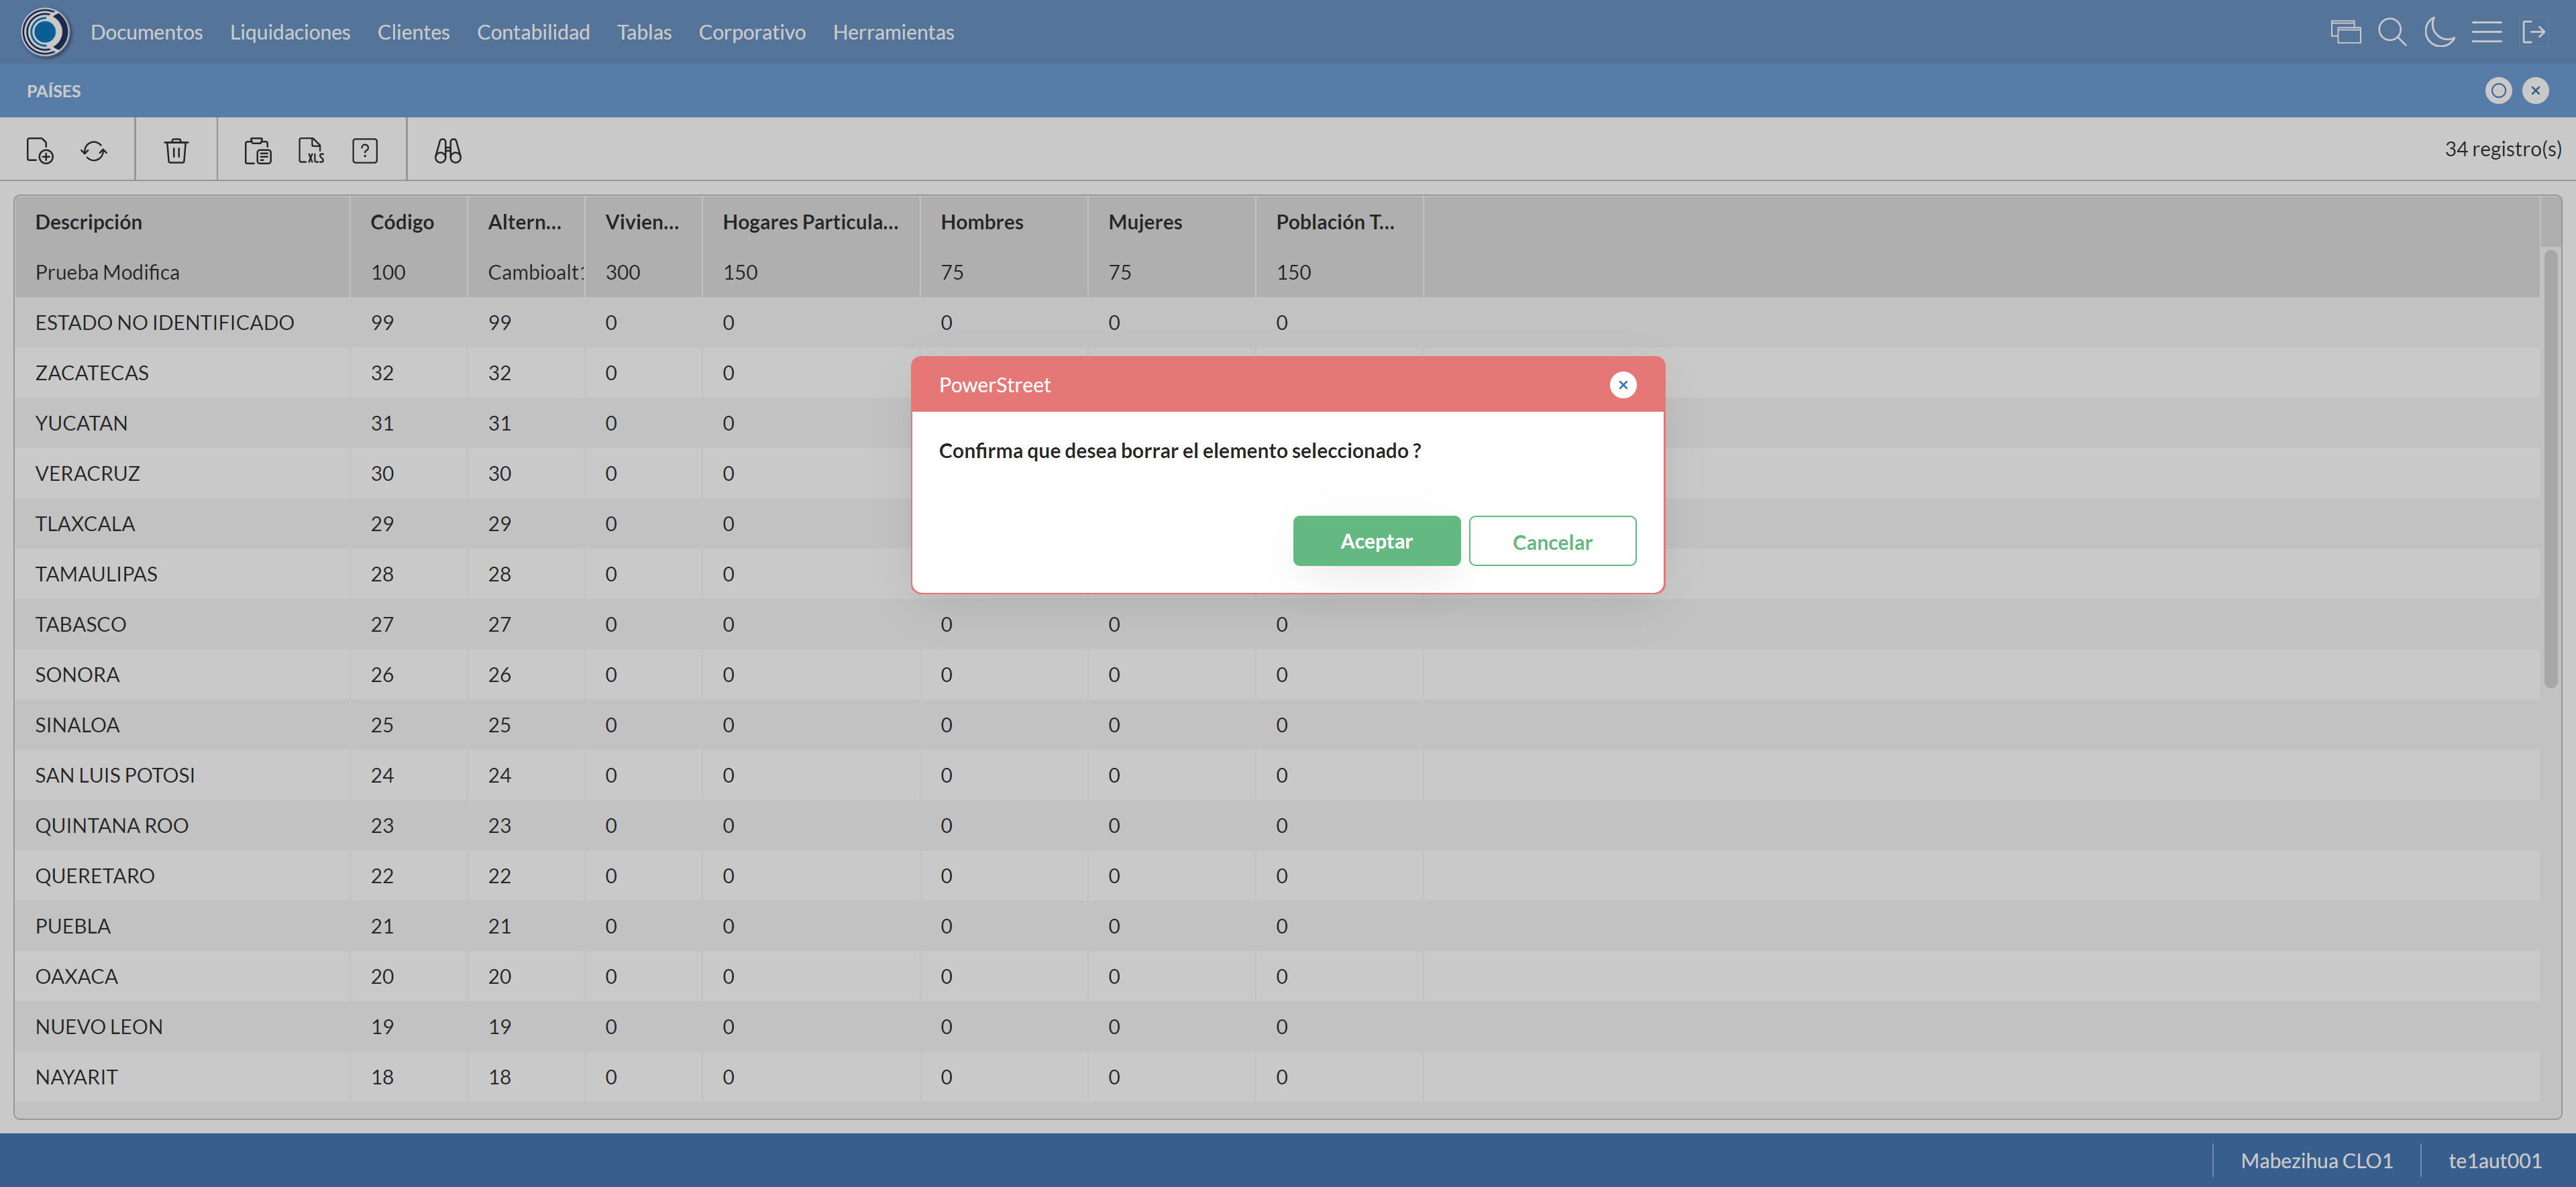 Documentos Liquidaciones Clientes Contabilidad Tablas Corporativo Herramientas
PAÍSES
XLS ? 34 registro(s)
Descripción Código Altern... Vivien... Hogares Particula... Hombres Mujeres Población T...
Prueba Modifica 100 Cambioalt1 300 150 75 75 150
ESTADO NO IDENTIFICADO 99 99 0 0 0 0 0
ZACATECAS 32 32 0 0
YUCATAN 31 31 0 0
VERACRUZ 30 30 0 0
TLAXCALA 29 29 0 0
TAMAULIPAS 28 28 0 0
PowerStreet
Confirma que desea borrar el elemento seleccionado ?
Aceptar Cancelar
TABASCO 27 27 0 0 0 0 0
SONORA 26 26 0 0 0 0 0
SINALOA 25 25 0 0 0 0 0
SAN LUIS POTOSI 24 24 0 0 0 0 0
QUINTANA ROO 23 23 0 0 0 0 0
QUERETARO 22 22 0 0 0 0 0
PUEBLA 21 21 0 0 0 0 0
OAXACA 20 20 0 0 0 0 0
NUEVO LEON 19 19 0 0 0 0 0
NAYARIT 18 18 0 0 0 0 0
Mabezihua CLO1 te1aut001